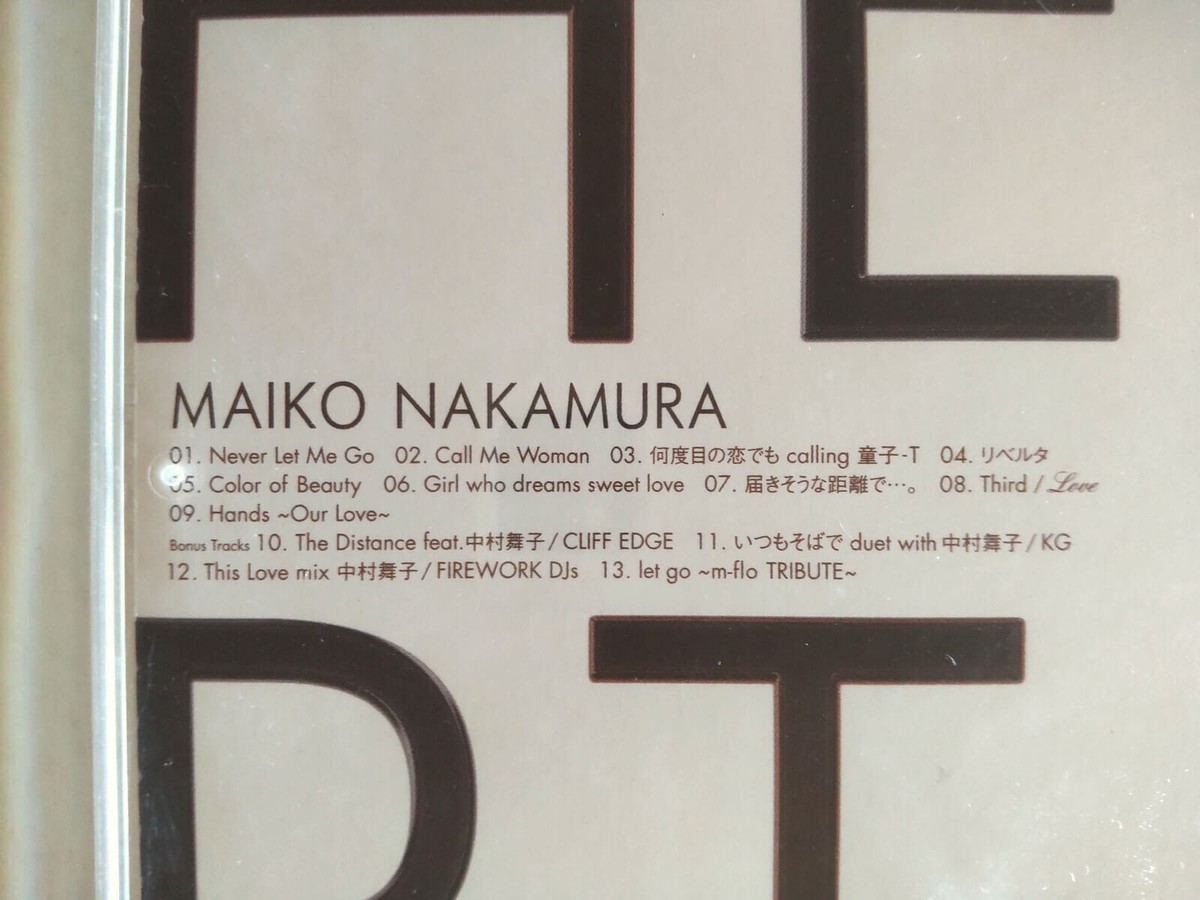 HE
MAIKO NAKAMURA
01. Never Let Me Go 02. Call Me Woman 03. 何度目の恋でも calling 童子-T 04. リベルタ
05. Color of Beauty 06. Girl who dreams sweet love 07. 届きそうな距離で…。 08. Third / Love
09. Hands ~Our Love~
Bonus Tracks 10. The Distance feat.中村舞子/CLIFF EDGE 11. いつもそばで duet with 中村舞子/KG
12. This Love mix 中村舞子/FIREWORK DJs 13. let go ~m-flo TRIBUTE~
RT